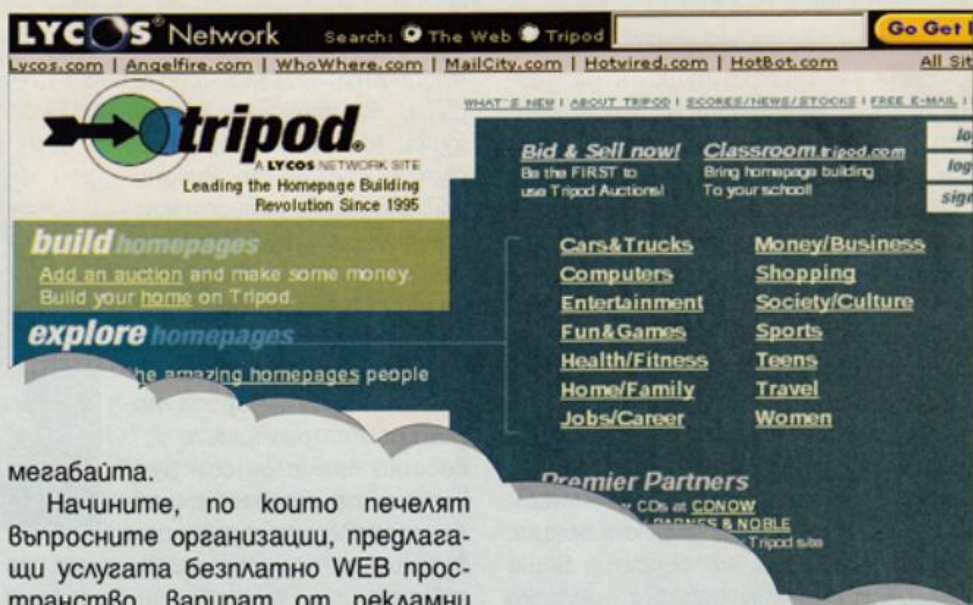 LYCOS® Network Search: The Web Tripod Go Get
Lycos.com | Angelfire.com | WhoWhere.com | MailCity.com | Hotwired.com | HotBot.com All
WHAT'S NEW | ABOUT TRIPOD | SCORES/NEWS/STOCKS | FREE E-MAIL |
tripod®
A LYCOS NETWORK SITE
Leading the Homepage Building
Revolution Since 1995
build homepages
Add an auction and make some money.
Build your home on Tripod.
explore homepages
the amazing homepages people
Bid & Sell now!
Be the FIRST to
use Tripod Auctions!
Classroom.tripod.com
Bring homepage building
To your school!
Cars&Trucks
Computers
Entertainment
Fun&Games
Health/Fitness
Home/Family
Jobs/Career
Money/Business
Shopping
Society/Culture
Sports
Teens
Travel
Women
Premier Partners
CDs at CDNOW
& NOBLE
Tripod site
мегабайта.
Начините, по които печелят
въпросните организации, предлага-
щи услугата безплатно WEB прос-
транство, варират от рекламни